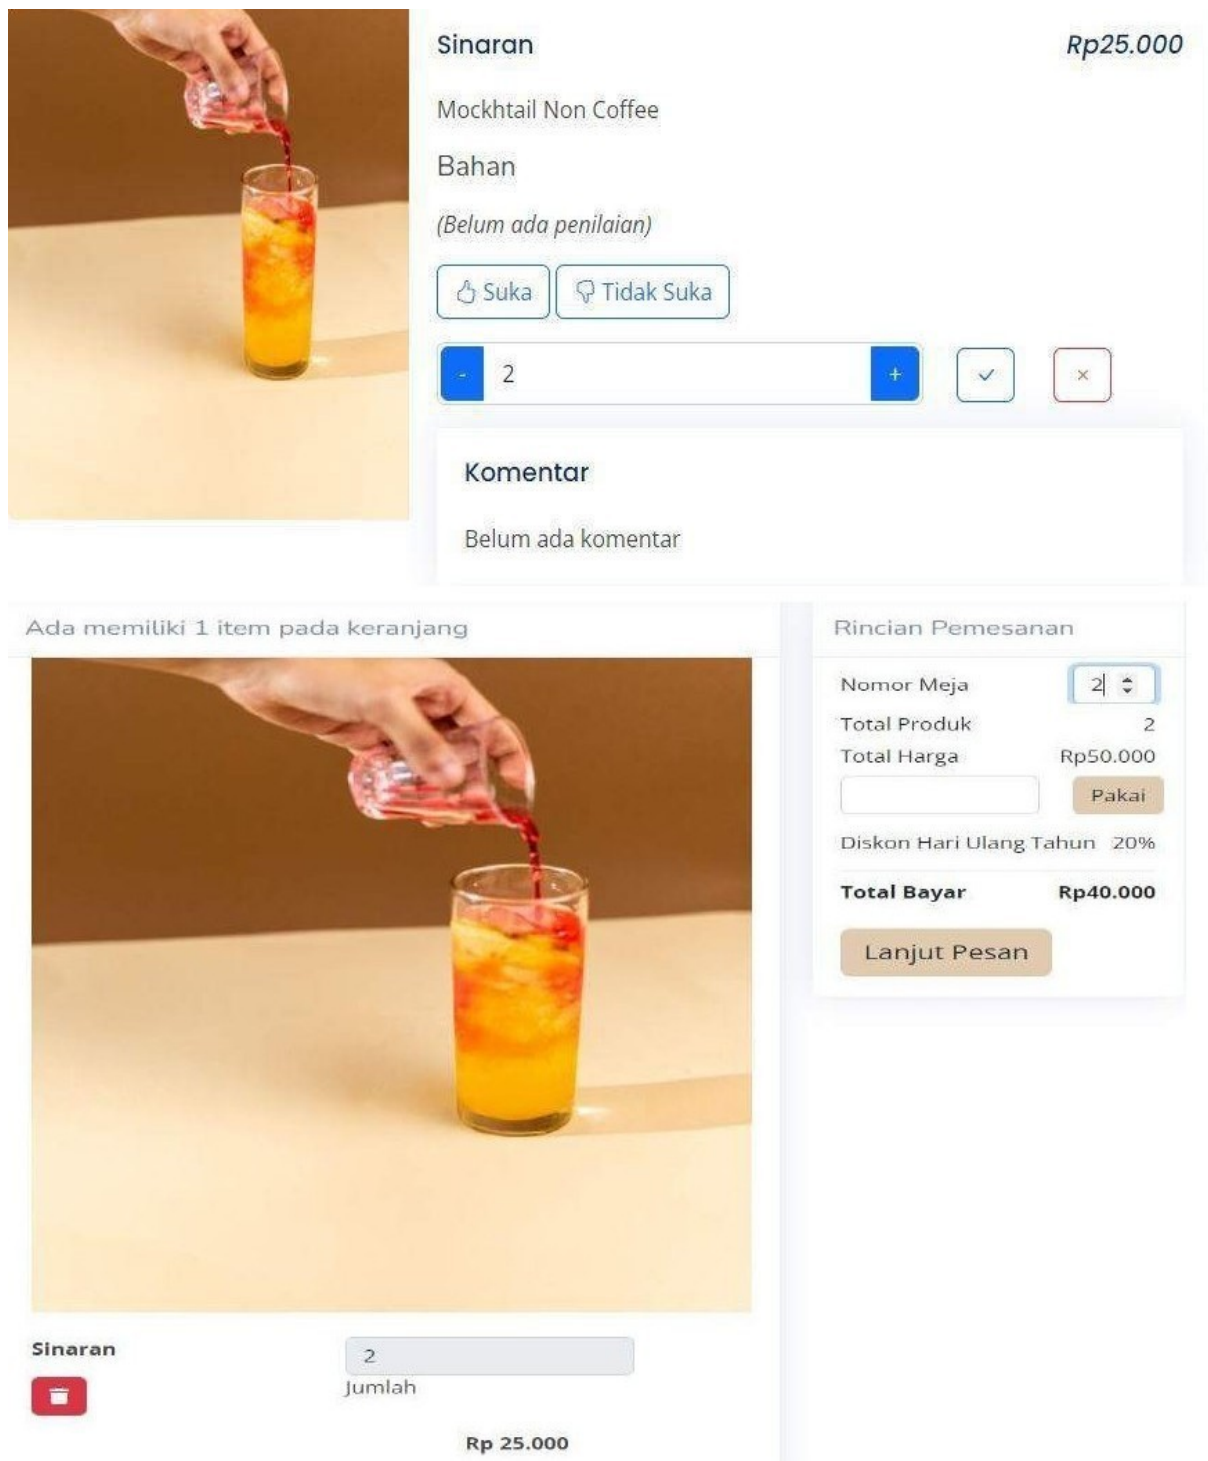 Sinaran Rp25.000
Mockhtail Non Coffee
Bahan
(Belum ada penilaian)
Suka Tidak Suka
- 2 +
Komentar
Belum ada komentar
Ada memiliki 1 item pada keranjang
Sinaran
2
Jumlah
Rp 25.000
Rincian Pemesanan
Nomor Meja 2
Total Produk 2
Total Harga Rp50.000
Pakai
Diskon Hari Ulang Tahun 20%
Total Bayar Rp40.000
Lanjut Pesan